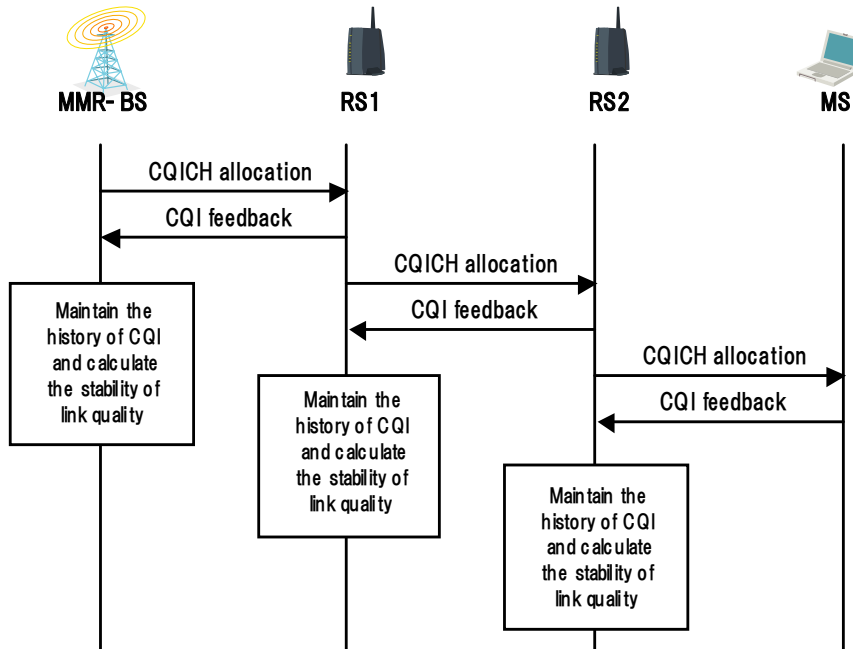 MMR- BS
RS1
RS2
MS
CQICH allocation
CQI feedback
CQICH allocation
CQI feedback
Maintain the
history of CQI
and calculate
the stability of
link quality
CQICH allocation
CQI feedback
Maintain the
history of CQI
and calculate
the stability of
link quality
Maintain the
history of CQI
and calculate
the stability of
link quality